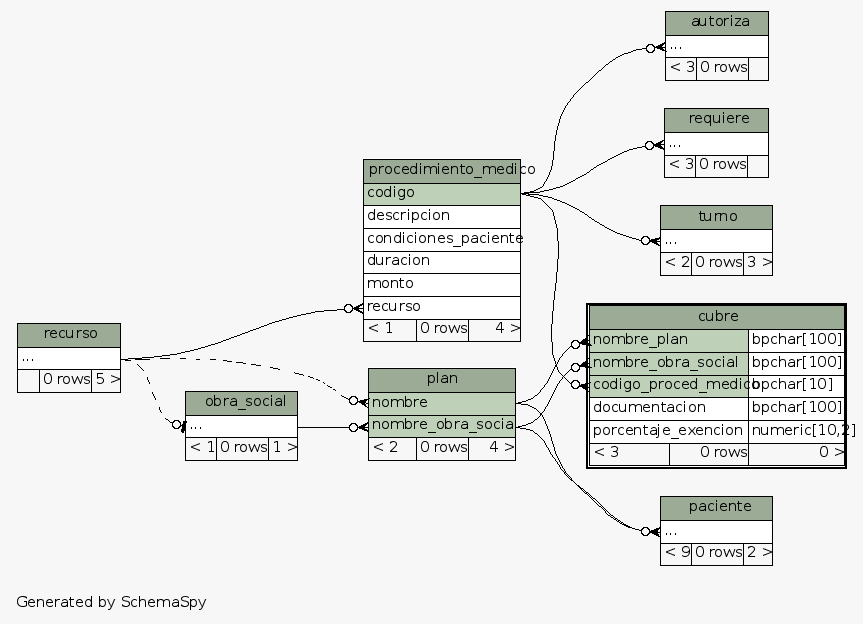 autoriza
...
< 3 0 rows
requiere
...
< 3 0 rows
turno
...
< 2 0 rows 3 >
procedimiento_medico
codigo
descripcion
condiciones_paciente
duracion
monto
recurso
< 1 0 rows 4 >
cubre
nombre_plan bpchar[100]
nombre_obra_social bpchar[100]
codigo_proced_medico bpchar[10]
documentacion bpchar[100]
porcentaje_exencion numeric[10,2]
< 3 0 rows 0 >
recurso
...
0 rows 5 >
obra_social
...
< 1 0 rows 1 >
plan
nombre
nombre_obra_social
< 2 0 rows 4 >
paciente
...
< 9 0 rows 2 >
Generated by SchemaSpy